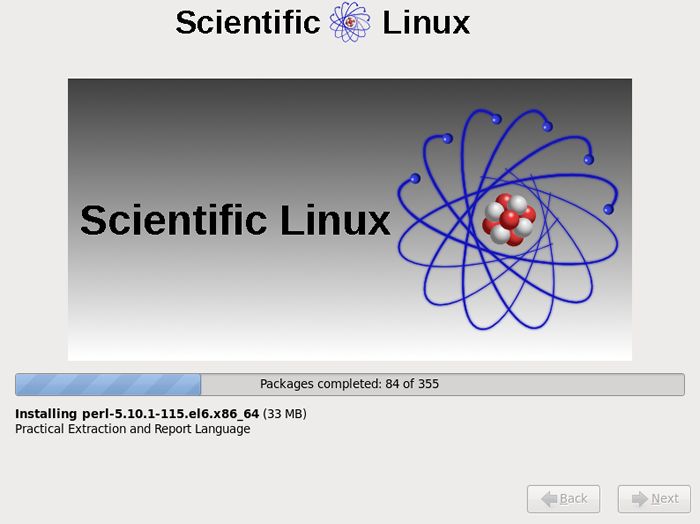 Scientific Linux
Scientific Linux
Packages completed: 84 of 355
Installing perl-5.10.1-115.el6.x86_64 (33 MB)
Practical Extraction and Report Language
Back
Next